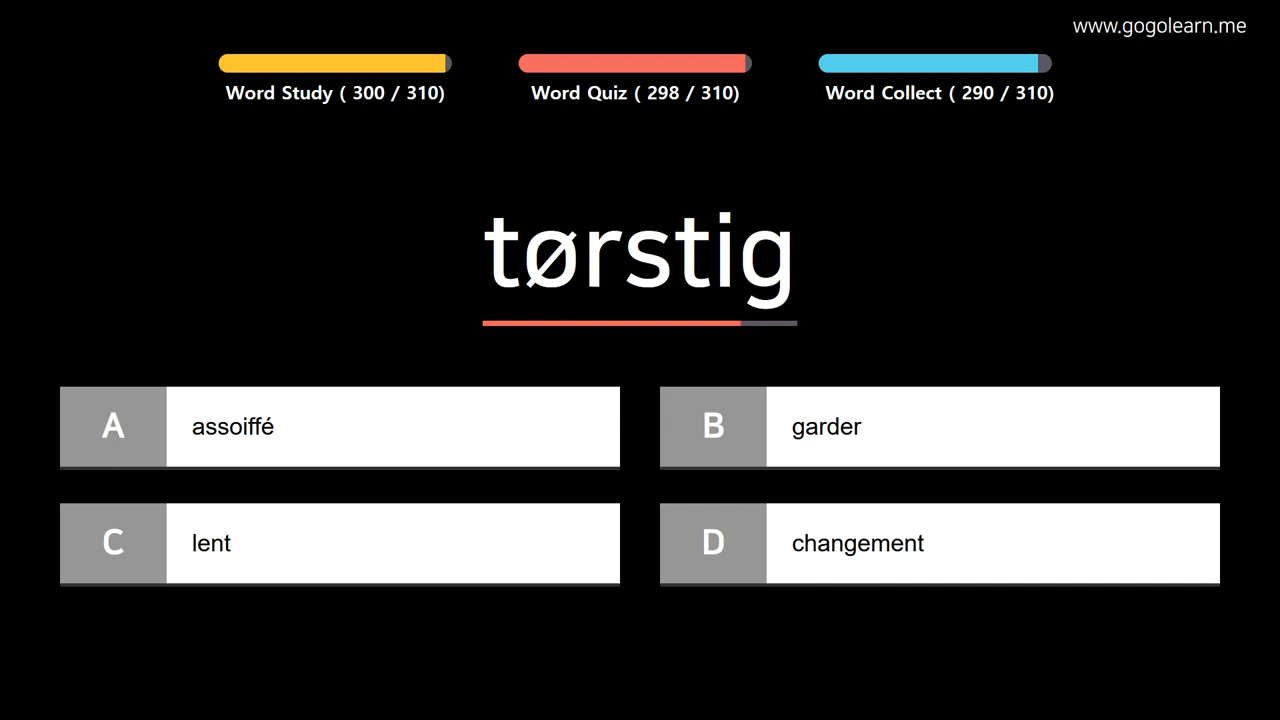 www.gogolearn.me
Word Study ( 300 / 310)
Word Quiz ( 298 / 310)
Word Collect ( 290 / 310)
tørstig
A assoiffé
B garder
C lent
D changement